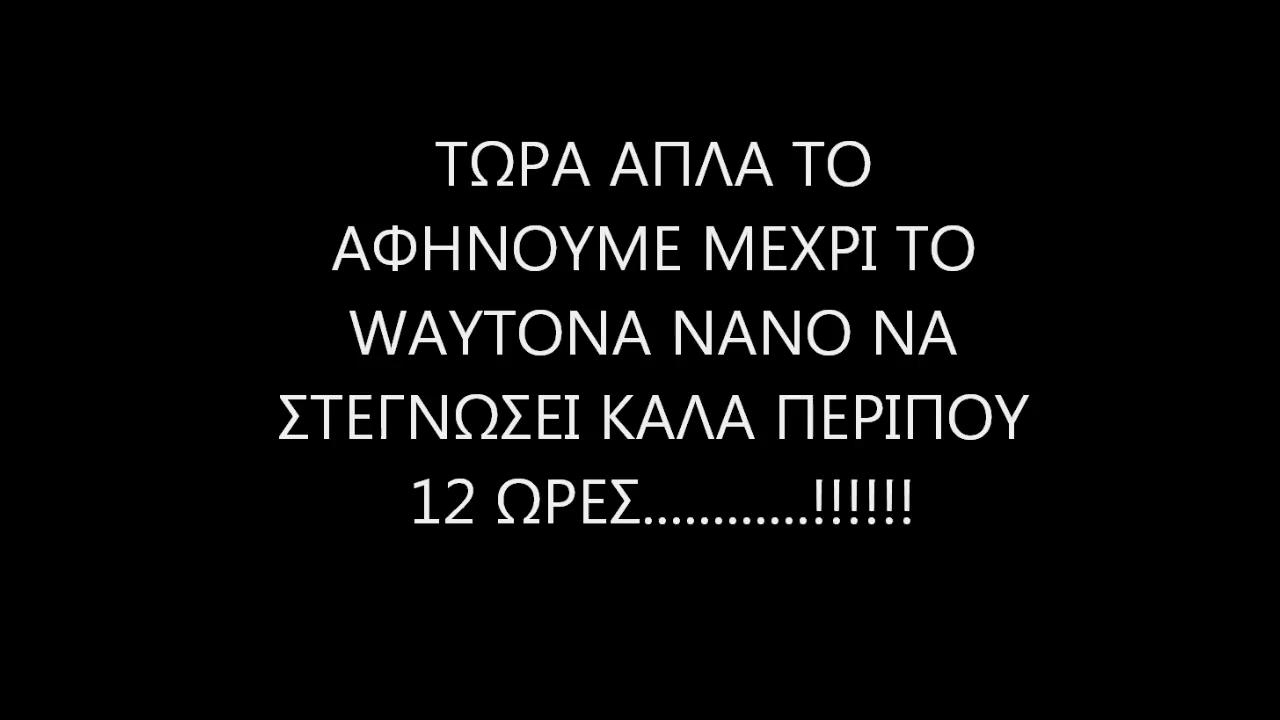 ΤΩΡΑ ΑΠΛΑ ΤΟ
ΑΦΗΝΟΥΜΕ ΜΕΧΡΙ ΤΟ
WAYTONA NANO ΝΑ
ΣΤΕΓΝΩΣΕΙ ΚΑΛΑ ΠΕΡΙΠΟΥ
12 ΩΡΕΣ............!!!!!!